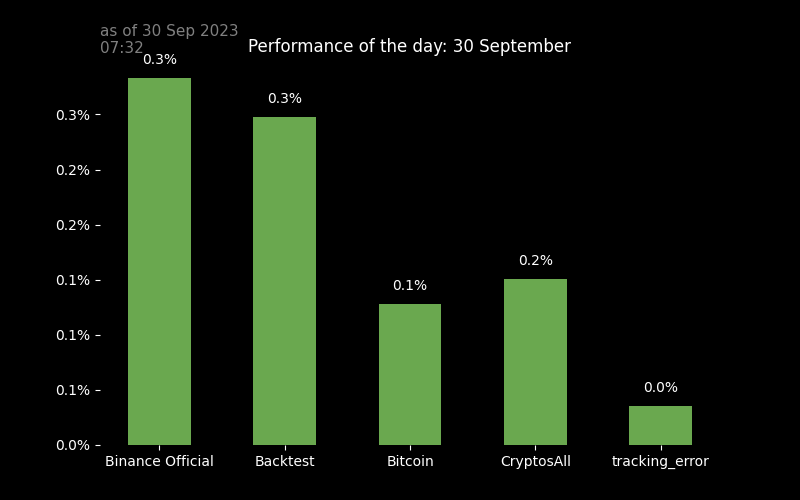 as of 30 Sep 2023
07:32
Performance of the day: 30 September
0.3%
0.3%
0.3%
0.2%
0.2%
0.2%
0.1%
0.1%
0.1%
0.1%
0.0%
0.0%
Binance Official
Backtest
Bitcoin
CryptosAll
tracking_error